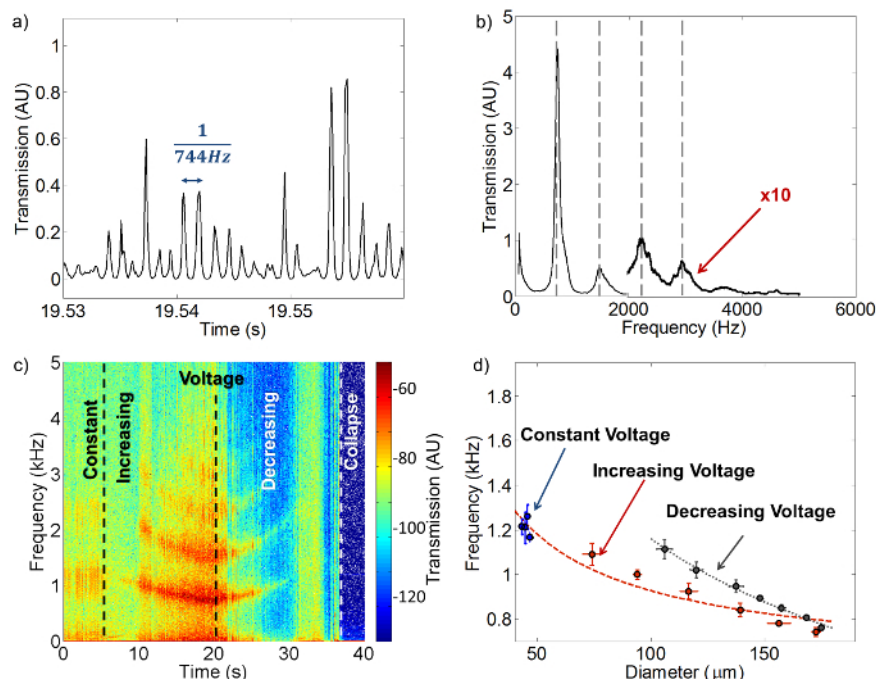 a)
Transmission (AU)
1
0.8
0.6
0.4
0.2
0
1
744Hz
19.53
19.54
19.55
Time (s)
b)
Transmission (AU)
5
4
3
2
1
0
x10
0
2000
4000
6000
Frequency (Hz)
c)
Frequency (kHz)
5
4
3
2
1
0
Constant
Increasing
Voltage
Decreasing
Collapse
0
10
20
30
40
Time (s)
-60
-80
-100
-120
Transmission (AU)
d)
Frequency (kHz)
1.8
1.6
1.4
1.2
1
0.8
Constant Voltage
Increasing Voltage
Decreasing Voltage
50
100
150
Diameter (μm)